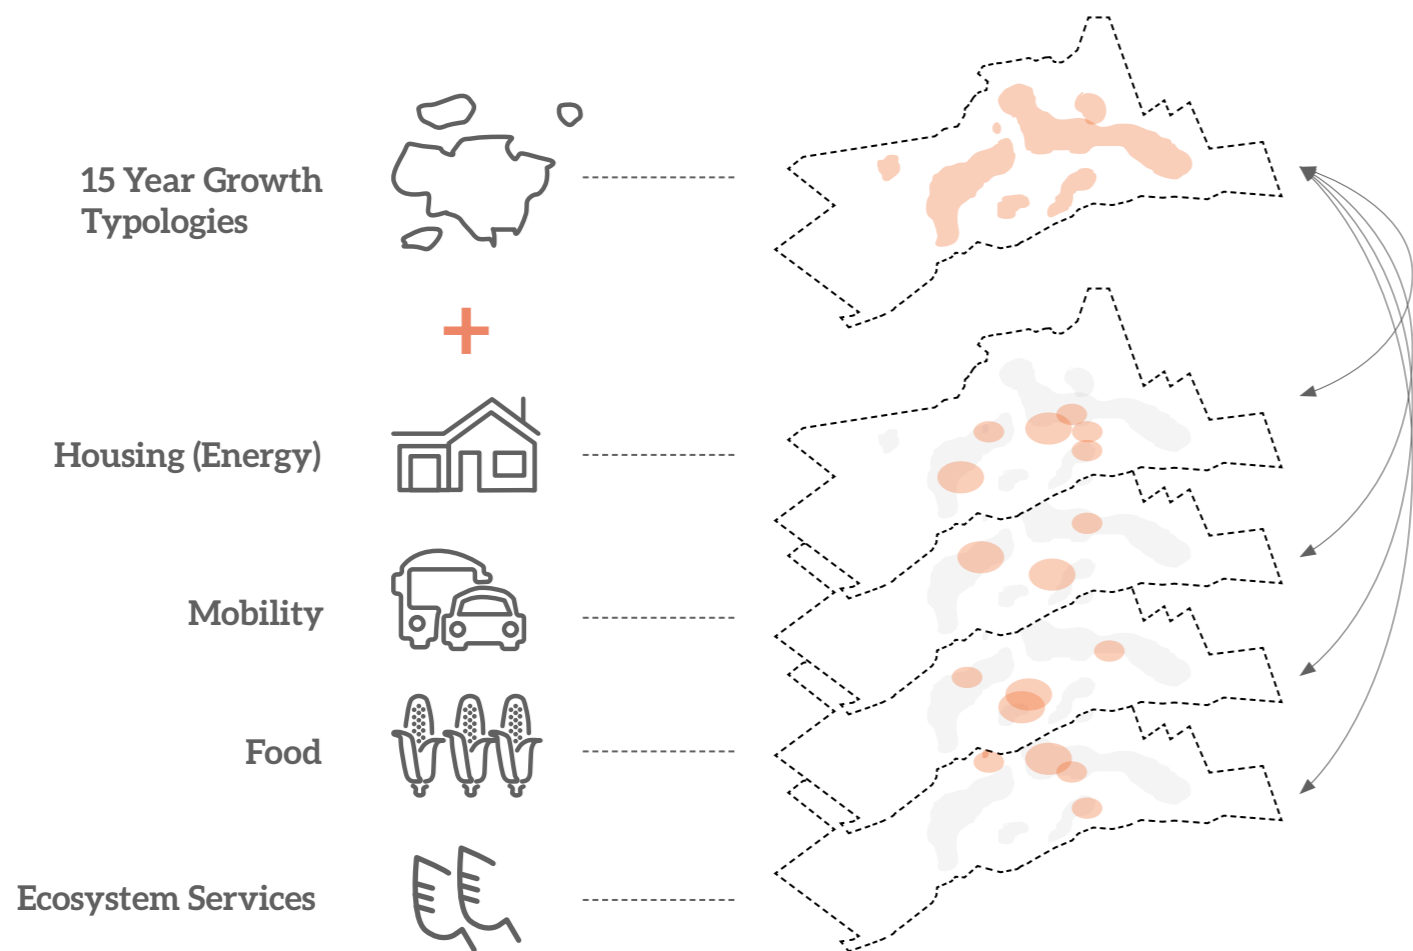 15 Year Growth
Typologies
Housing (Energy)
Mobility
Food
Ecosystem Services